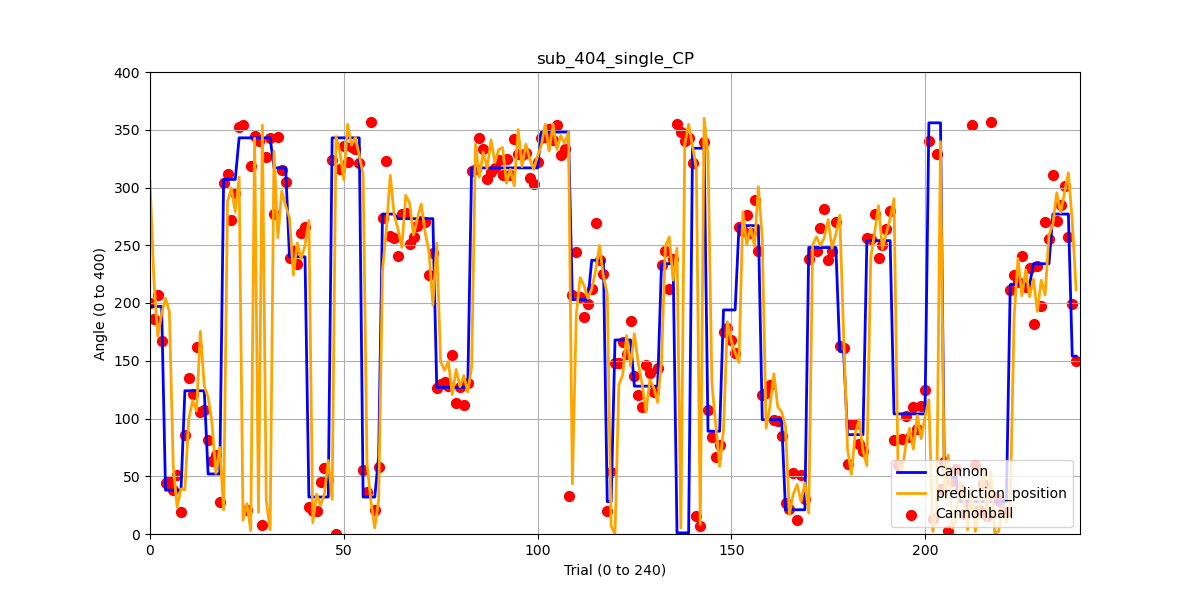 sub_404_single_CP
400
350
300
250
200
150
100
50
0
Angle (0 to 400)
0 50 100 150 200
Trial (0 to 240)
Cannon
prediction_position
Cannonball